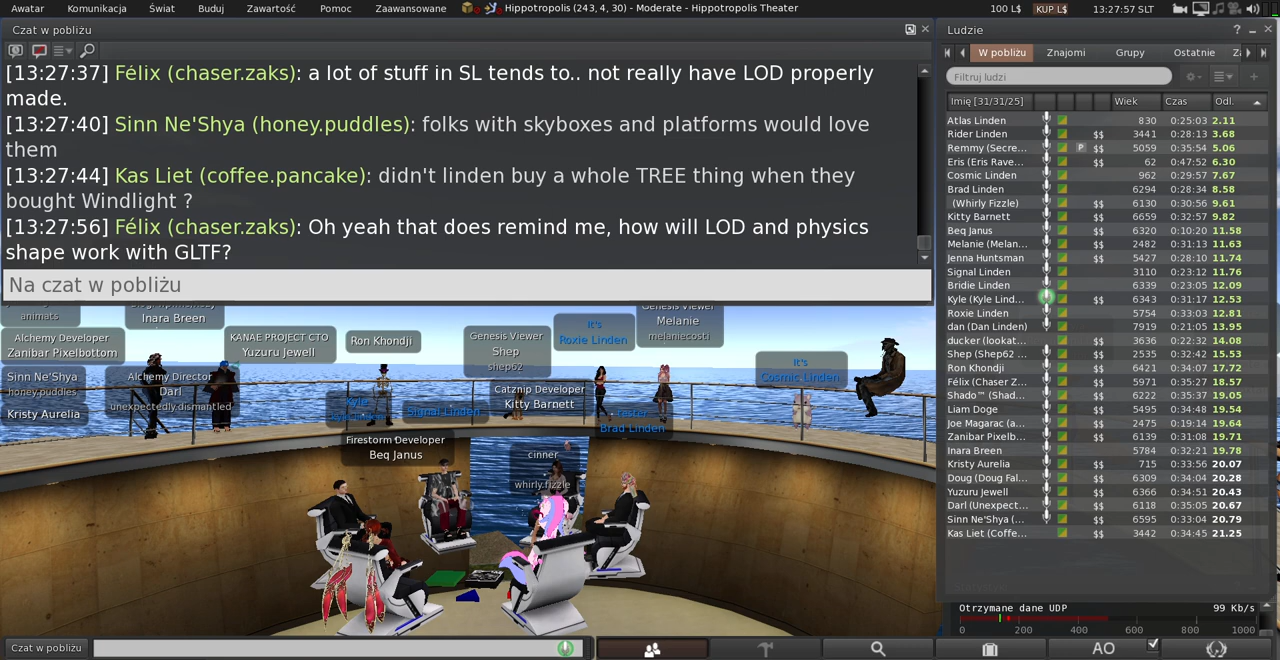 Awatar Komunikacja Świat Buduj Zawartość Pomoc Zaawansowane Hippotropolis (243, 4, 30) - Moderate - Hippotropolis Theater 100 L$ KUP L$ 13:27:57 SLT
Czat w pobliżu
[13:27:37] Félix (chaser.zaks): a lot of stuff in SL tends to.. not really have LOD properly
made.
[13:27:40] Sinn Ne'Shya (honey.puddles): folks with skyboxes and platforms would love
them
[13:27:44] Kas Liet (coffee.pancake): didn't linden buy a whole TREE thing when they
bought Windlight ?
[13:27:56] Félix (chaser.zaks): Oh yeah that does remind me, how will LOD and physics
shape work with GLTF?
Na czat w pobliżu
animats
Inara Breen
Alchemy Developer
Zanibar Pixelbottom
KANAE PROJECT CTO
Yuzuru Jewell
Ron Khondji
Genesis Viewer
Shep
shep62
It's
Roxie Linden
Genesis Viewer
Melanie
melaniecosti
It's
Cosmic Linden
Sinn Ne'Shya
honey.puddles
Kristy Aurelia
Alchemy Director
Darl
unexpectedly.dismantled
Kyle
Signal Linden
Catznip Developer
Kitty Barnett
Brad Linden
Firestorm Developer
Beq Janus
cinner
whirly.fizzle
Czat w pobliżu
AO
Ludzie
W pobliżu Znajomi Grupy Ostatnie
Filtruj ludzi
Imię [31/31/25] Wiek Czas Odl.
Atlas Linden 830 0:25:03 2.11
Rider Linden $$ 3441 0:28:13 3.68
Remmy (Secre... P $$ 5059 0:35:54 5.06
Eris (Eris Rave... $$ 62 0:47:52 6.30
Cosmic Linden 962 0:29:57 7.67
Brad Linden 6294 0:28:34 8.58
(Whirly Fizzle) $$ 6130 0:30:56 9.61
Kitty Barnett $$ 6659 0:32:57 9.82
Beq Janus $$ 6320 0:10:20 11.58
Melanie (Melan... $$ 2482 0:31:13 11.63
Jenna Huntsman $$ 5427 0:28:10 11.74
Signal Linden 3110 0:23:12 11.76
Bridie Linden 6339 0:23:05 12.09
Kyle (Kyle Lind... $$ 6343 0:31:17 12.53
Roxie Linden 5754 0:33:03 12.81
dan (Dan Linden) 7919 0:21:05 13.95
ducker (lookat... $$ 3636 0:22:32 14.08
Shep (Shep62 ... $$ 2535 0:32:42 15.53
Ron Khondji $$ 6421 0:34:07 17.72
Félix (Chaser Z... $$ 5971 0:35:27 18.57
Shado™ (Shad... $$ 6222 0:35:37 19.05
Liam Doge $$ 5495 0:34:48 19.54
Joe Magarac (a... $$ 2475 0:19:14 19.64
Zanibar Pixelb... $$ 6139 0:31:08 19.71
Inara Breen 5784 0:32:21 19.78
Kristy Aurelia $$ 715 0:33:56 20.07
Doug (Doug Fal... $$ 6309 0:34:04 20.28
Yuzuru Jewell $$ 6366 0:34:51 20.43
Darl (Unexpect... $$ 6118 0:35:05 20.67
Sinn Ne'Shya (... $$ 6595 0:33:04 20.79
Kas Liet (Coffe... $$ 3442 0:34:45 21.25
Otrzymane dane UDP 99 Kb/s
0 200 400 600 800 1000